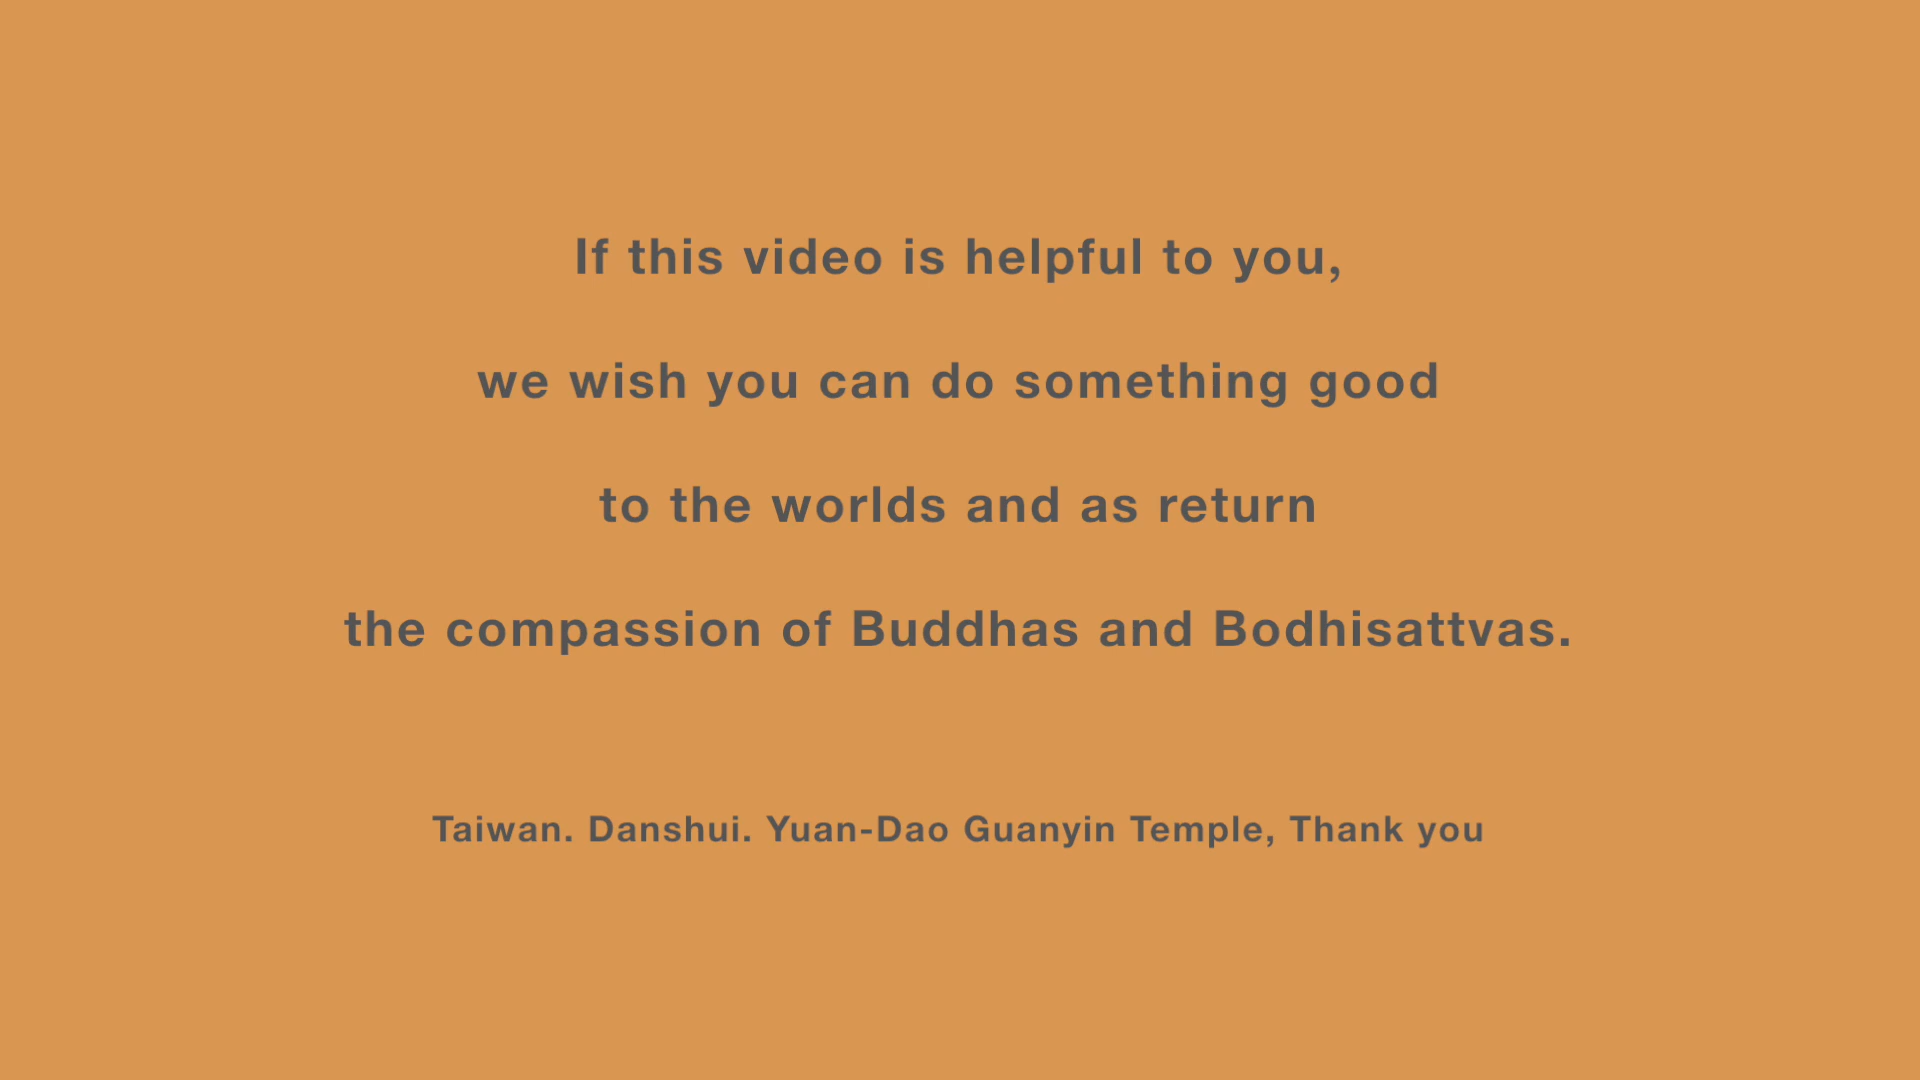 If this video is helpful to you,
we wish you can do something good
to the worlds and as return
the compassion of Buddhas and Bodhisattvas.
Taiwan. Danshui. Yuan-Dao Guanyin Temple, Thank you